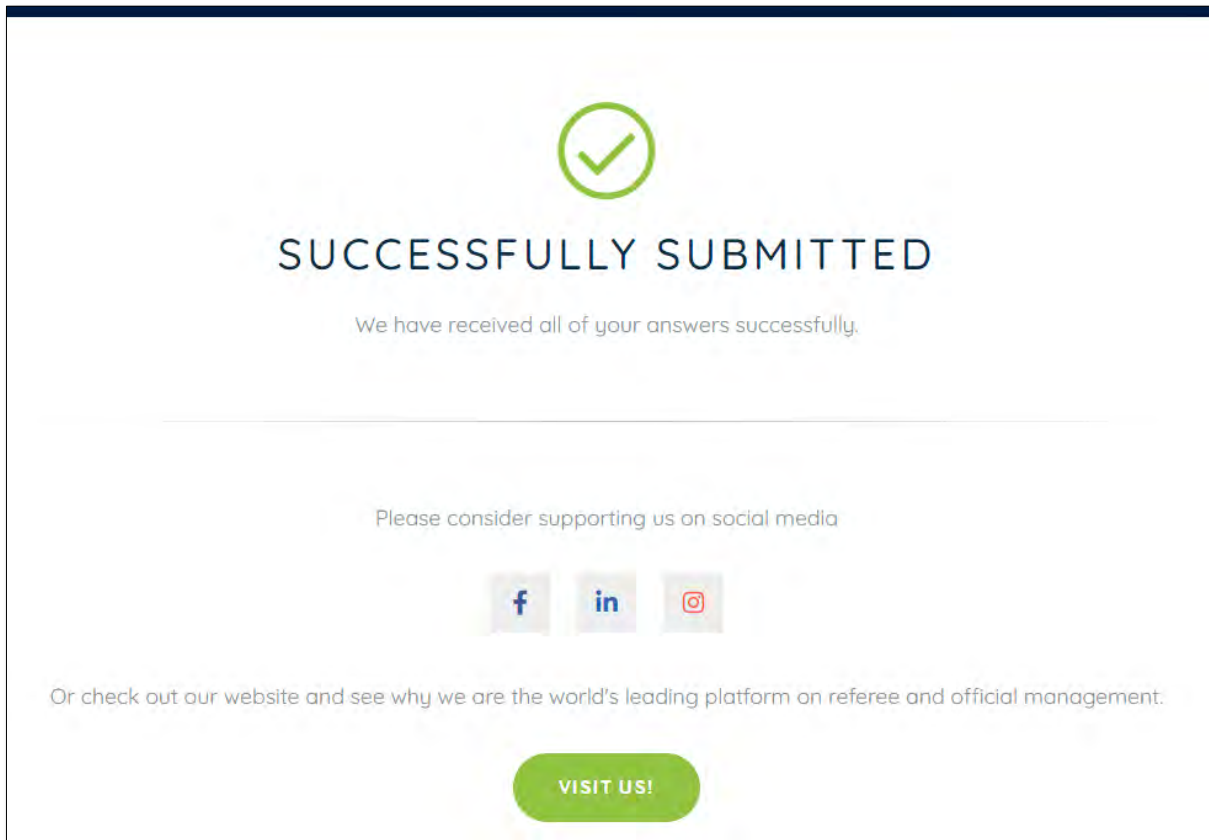 SUCCESSFULLY SUBMITTED
We have received all of your answers successfully.
Please consider supporting us on social media
f in
Or check out our website and see why we are the world's leading platform on referee and official management.
VISIT US!